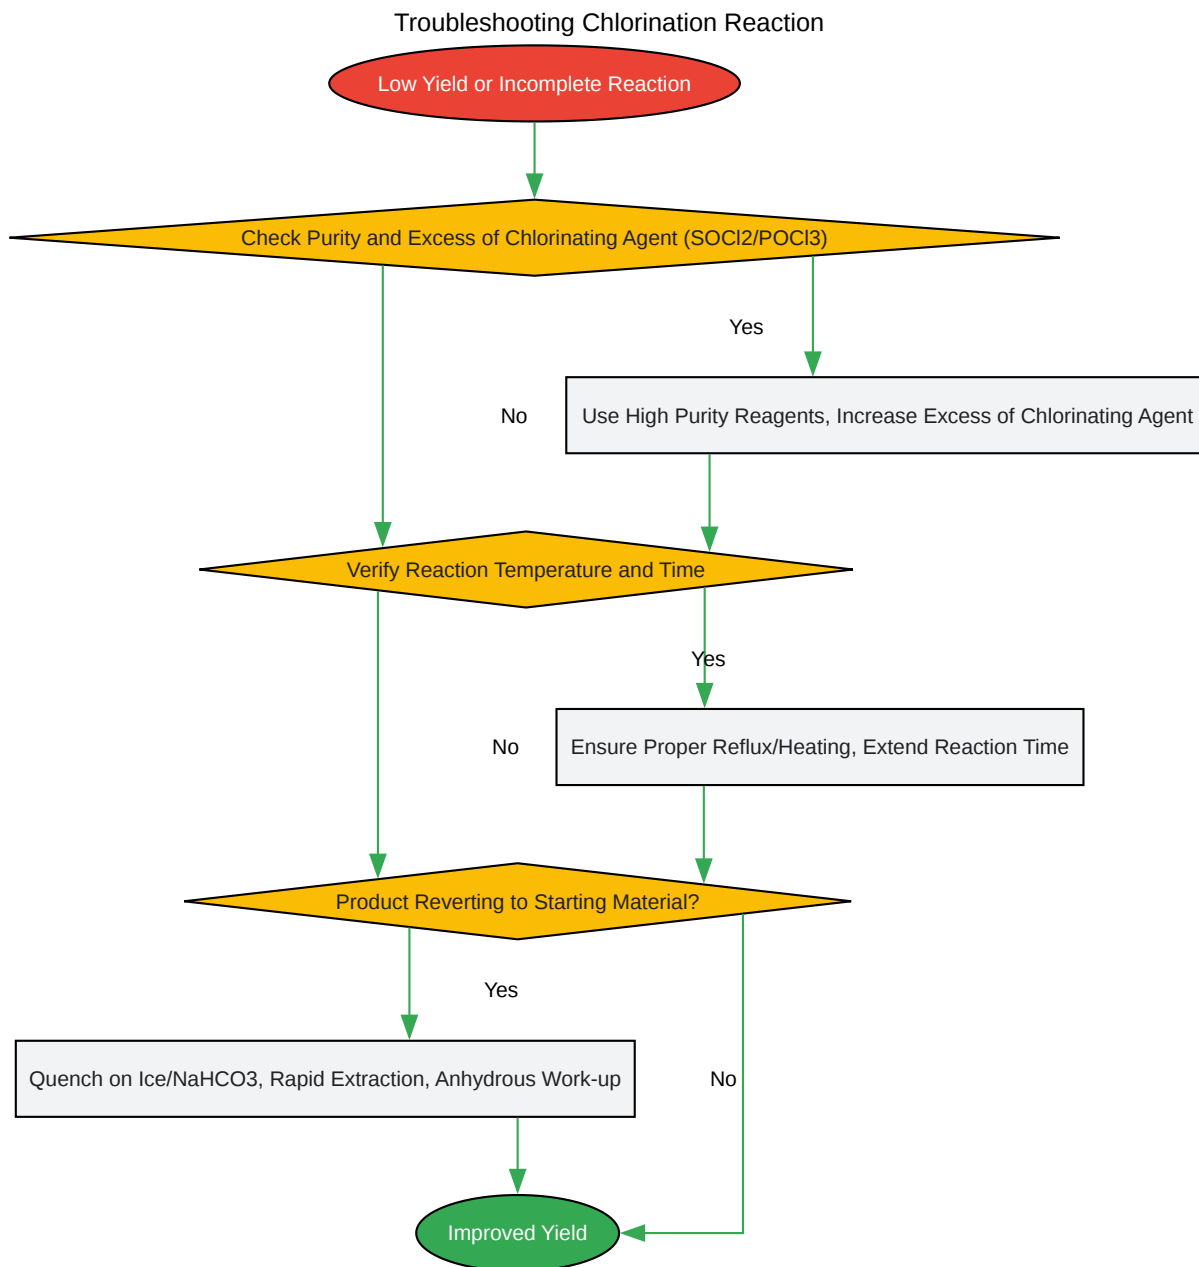 Troubleshooting Chlorination Reaction
Low Yield or Incomplete Reaction
Check Purity and Excess of Chlorinating Agent (SOCl2/POCl3)
Yes
No
Use High Purity Reagents, Increase Excess of Chlorinating Agent
Verify Reaction Temperature and Time
Yes
No
Ensure Proper Reflux/Heating, Extend Reaction Time
Product Reverting to Starting Material?
Yes
Quench on Ice/NaHCO3, Rapid Extraction, Anhydrous Work-up
No
Improved Yield